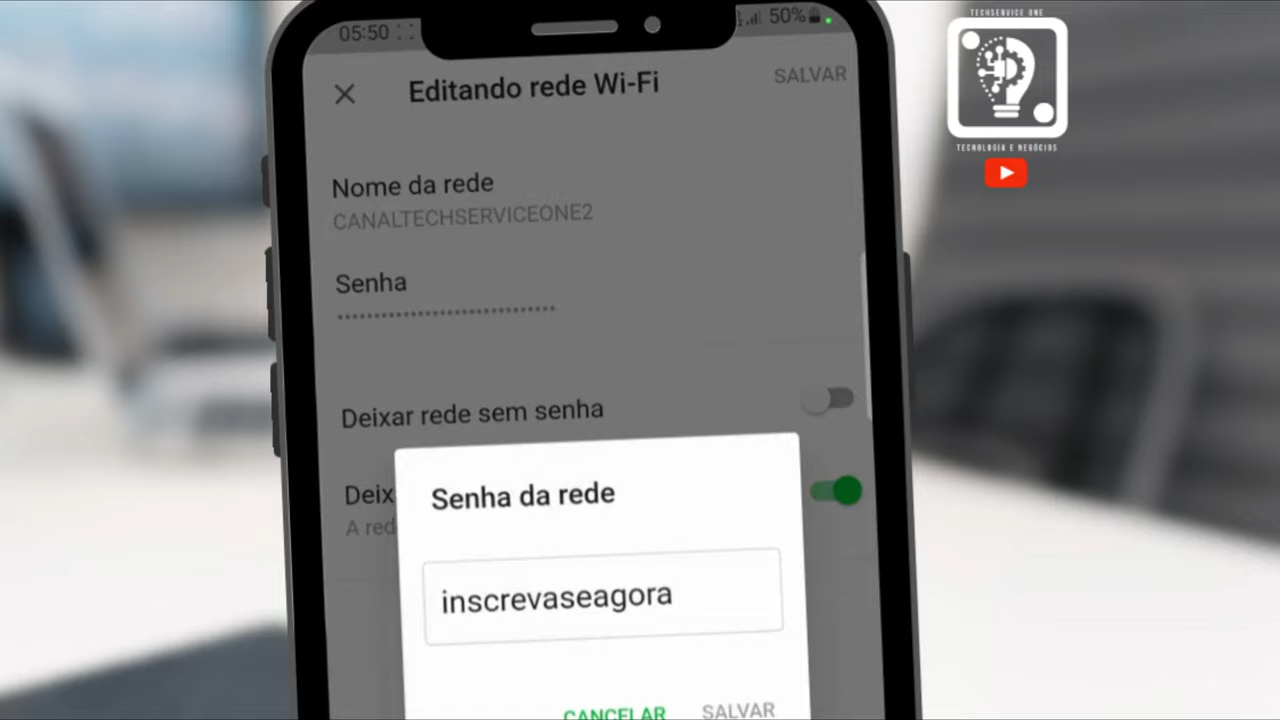 TECHSERVICE ONE
TECNOLOGIA E NEGÓCIOS
05:50
50%
Editando rede Wi-Fi
SALVAR
Nome da rede
CANALTECHSERVICEONE2
Senha
Deixar rede sem senha
Deix
A red
Senha da rede
inscrevaseagora
CANCELAR
SALVAR